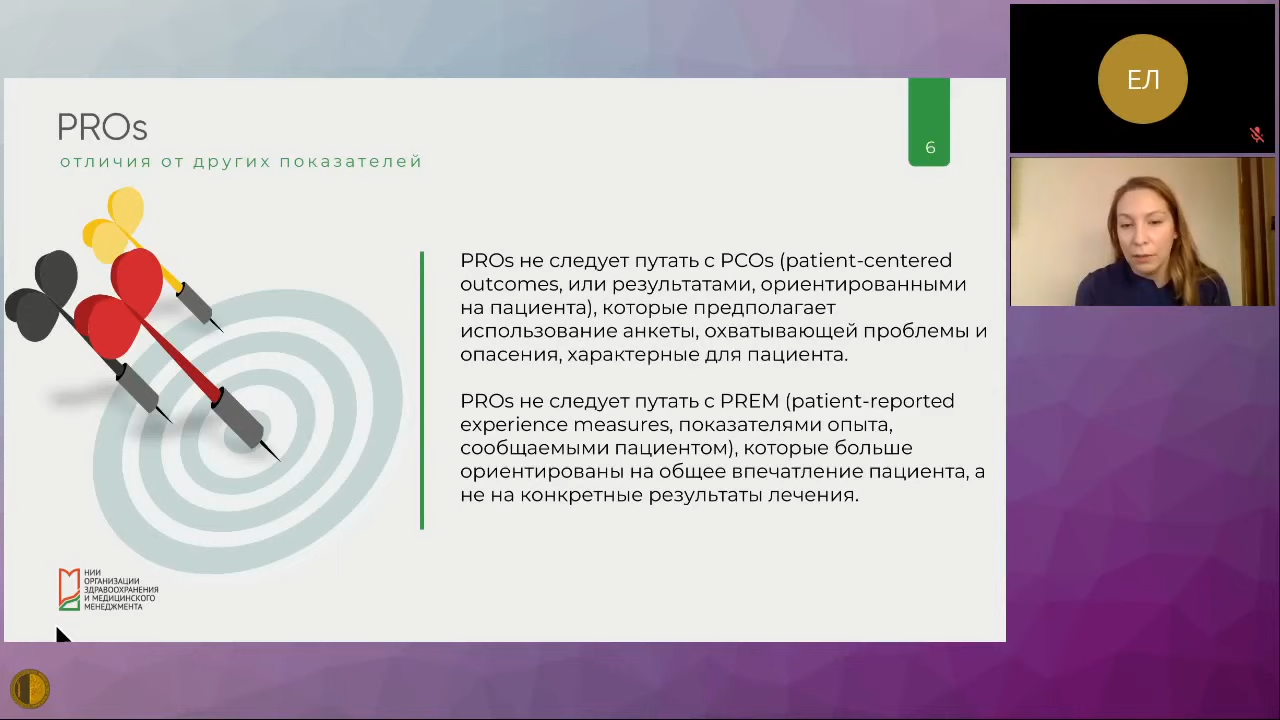 PROs
отличия от других показателей
6
PROs не следует путать с PCOs (patient-centered
outcomes, или результатами, ориентированными
на пациента), которые предполагает
использование анкеты, охватывающей проблемы и
опасения, характерные для пациента.
PROs не следует путать с PREM (patient-reported
experience measures, показателями опыта,
сообщаемыми пациентом), которые больше
ориентированы на общее впечатление пациента, а
не на конкретные результаты лечения.
НИИ
ОРГАНИЗАЦИИ
ЗДРАВООХРАНЕНИЯ
И МЕДИЦИНСКОГО
МЕНЕДЖМЕНТА
ЕЛ